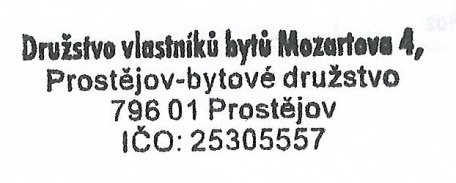 Družstvo vlastníků bytů Mozartova 4,
Prostějov-bytové družstvo
796 01 Prostějov
IČO: 25305557